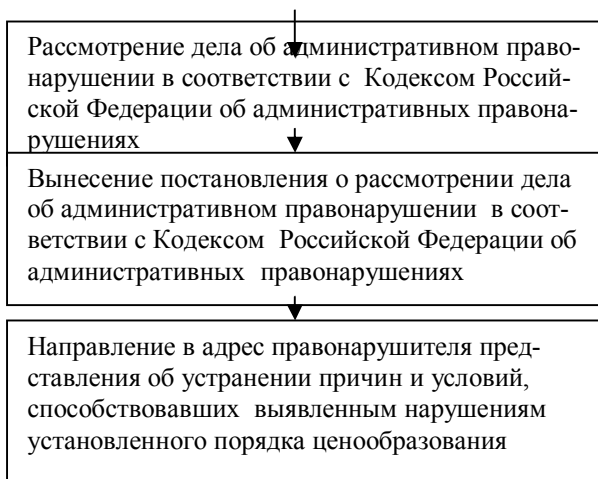 Рассмотрение дела об административном право-
нарушении в соответствии с Кодексом Россий-
ской Федерации об административных правона-
рушениях
Вынесение постановления о рассмотрении дела
об административном правонарушении в соот-
ветствии с Кодексом Российской Федерации об
административных правонарушениях
Направление в адрес правонарушителя пред-
ставления об устранении причин и условий,
способствовавших выявленным нарушениям
установленного порядка ценообразования